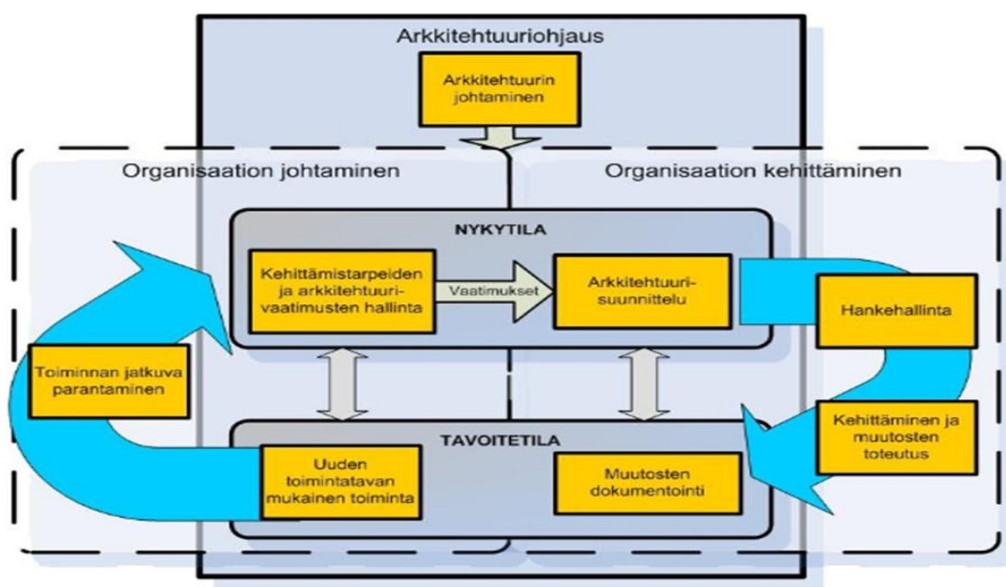 Arkkitehtuuriohjaus
Arkkitehtuurin
johtaminen
Organisaation johtaminen
Organisaation kehittäminen
NYKYTILA
Kehittämistarpeiden
ja arkkitehtuuri-
vaatimusten hallinta
Vaatimukset
Arkkitehtuuri-
suunnittelu
Hankehallinta
Toiminnan jatkuva
parantaminen
Kehittäminen ja
muutosten
toteutus
TAVOITETILA
Uuden
toimintatavan
mukainen toiminta
Muutosten
dokumentointi